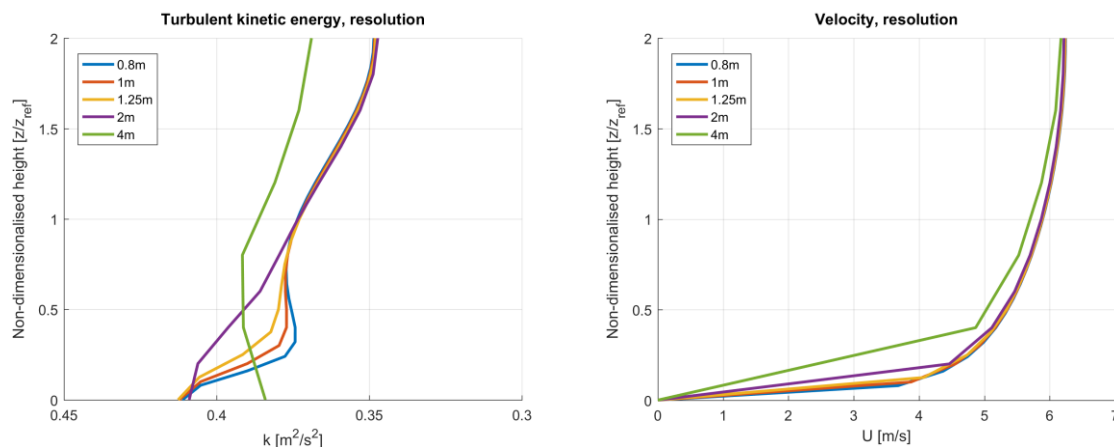 Turbulent kinetic energy, resolution
Non-dimensionalised height [z/z_ref]
2
1.5
1
0.5
0
0.45
0.4
0.35
0.3
k [m²/s²]
0.8m
1m
1.25m
2m
4m
Velocity, resolution
Non-dimensionalised height [z/z_ref]
2
1.5
1
0.5
0
0
1
2
3
4
5
6
7
U [m/s]
0.8m
1m
1.25m
2m
4m